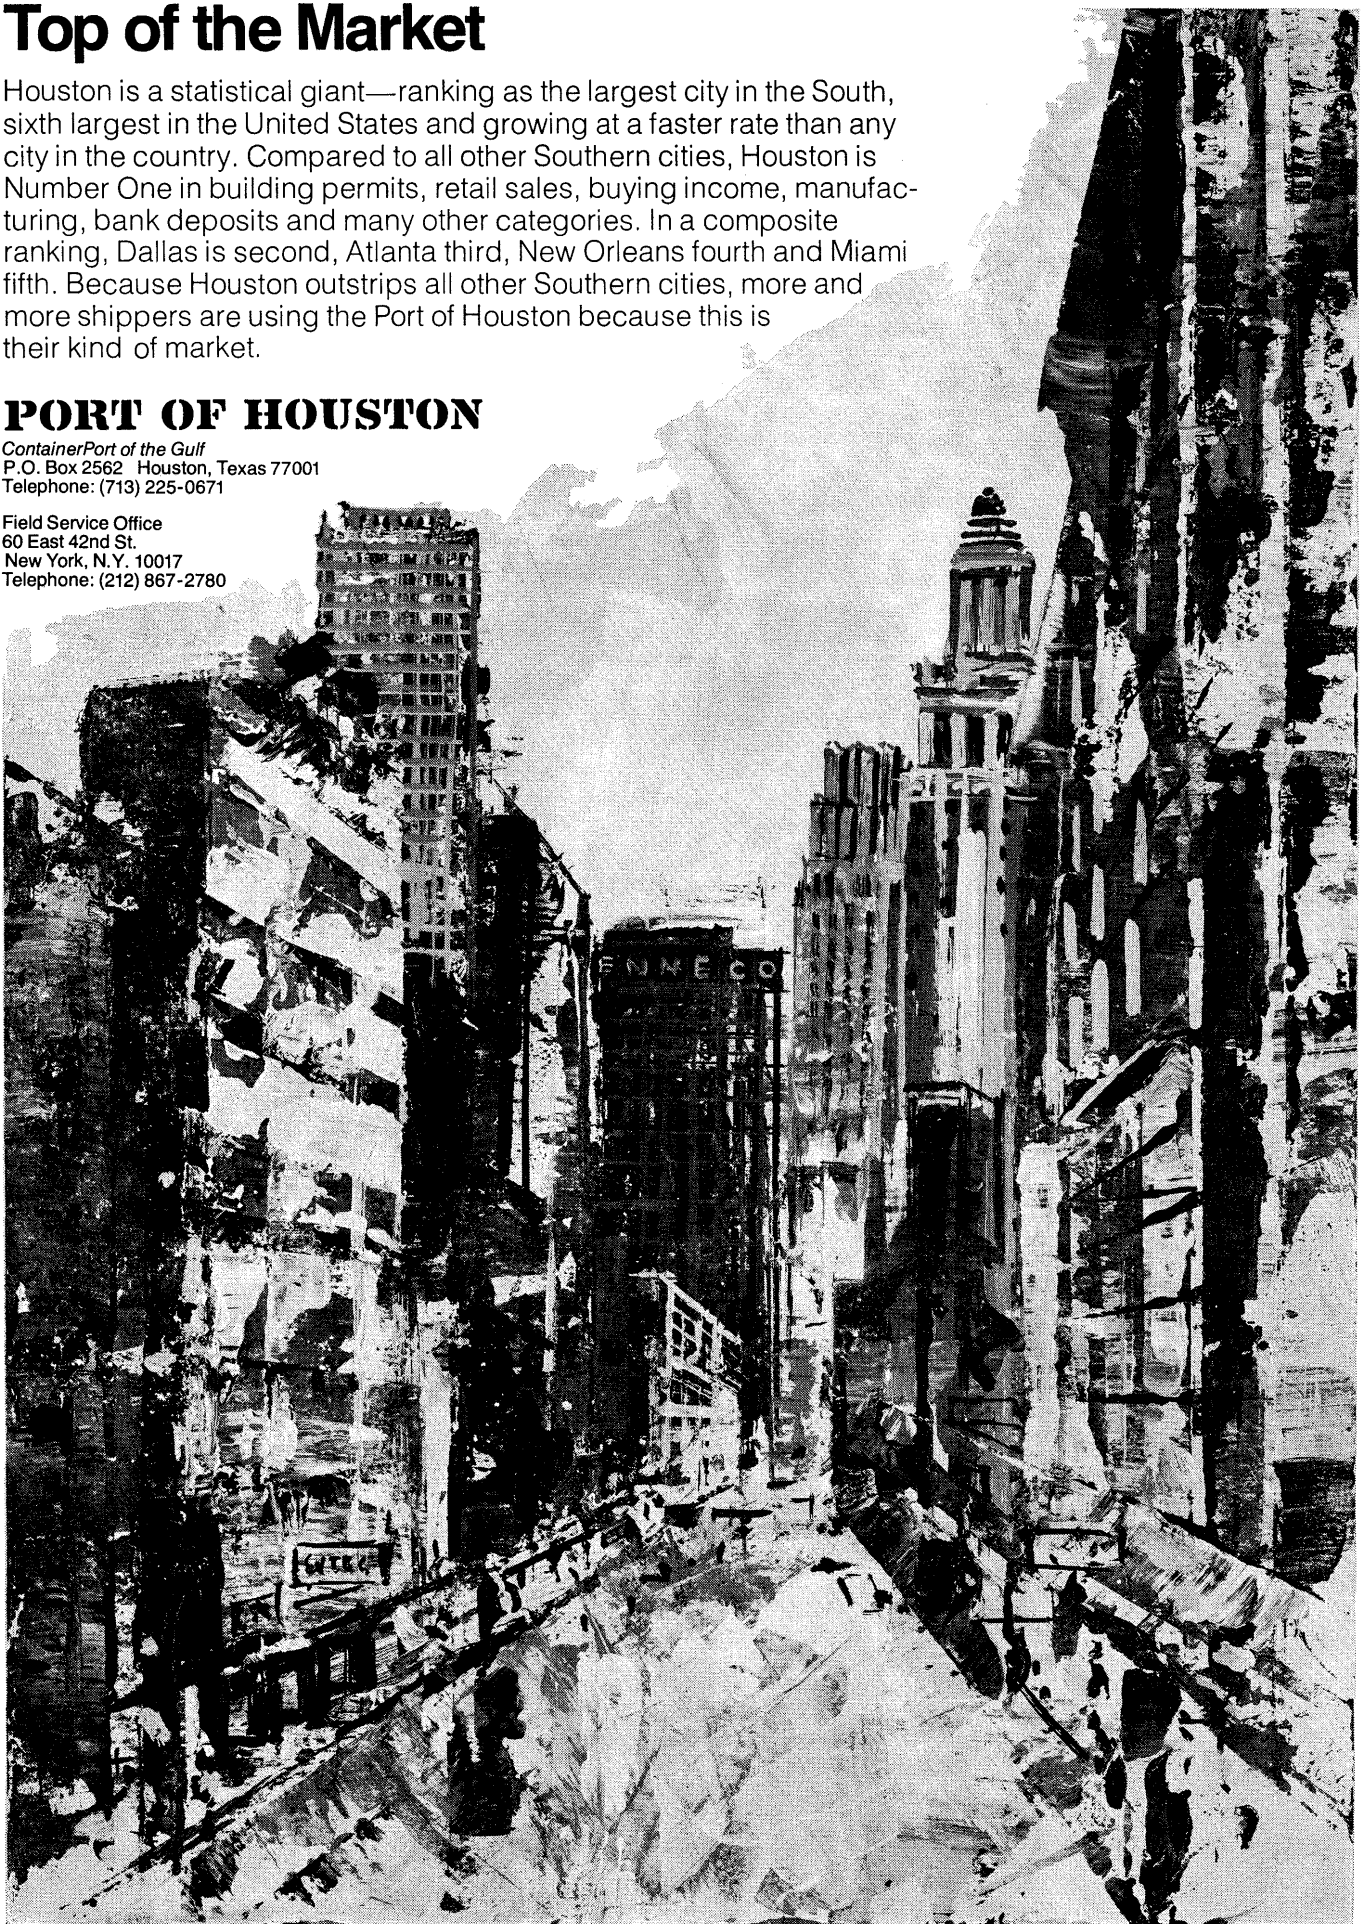 Top of the Market
Houston is a statistical giant—ranking as the largest city in the South,
sixth largest in the United States and growing at a faster rate than any
city in the country. Compared to all other Southern cities, Houston is
Number One in building permits, retail sales, buying income, manufac-
turing, bank deposits and many other categories. In a composite
ranking, Dallas is second, Atlanta third, New Orleans fourth and Miami
fifth. Because Houston outstrips all other Southern cities, more and
more shippers are using the Port of Houston because this is
their kind of market.
PORT OF HOUSTON
ContainerPort of the Gulf
P.O. Box 2562 Houston, Texas 77001
Telephone: (713) 225-0671
Field Service Office
60 East 42nd St.
New York, N.Y. 10017
Telephone: (212) 867-2780
ENNECO